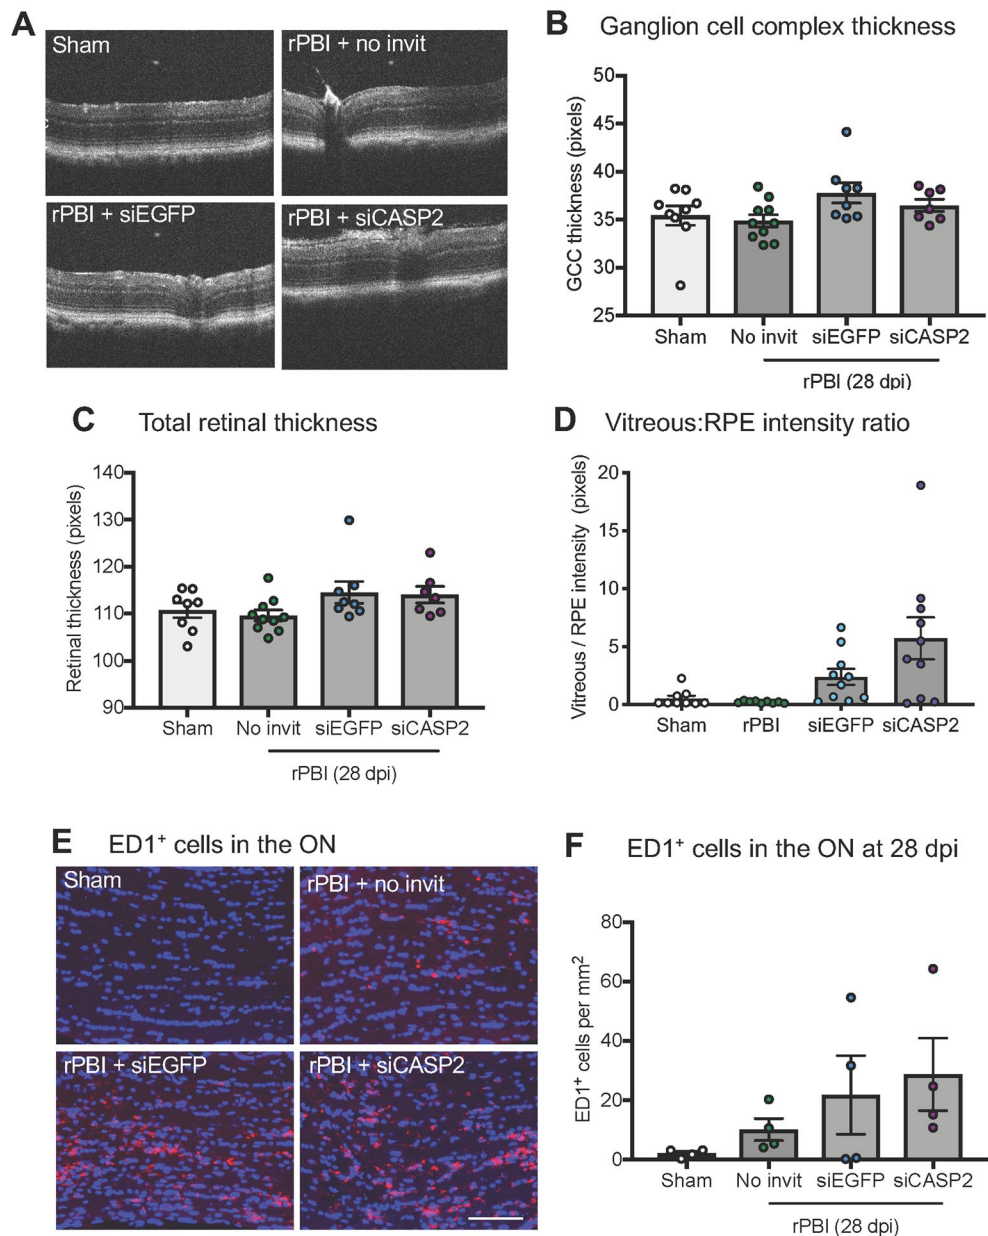 A
Sham
rPBI + no invit
rPBI + siEGFP
rPBI + siCASP2
B Ganglion cell complex thickness
GCC thickness (pixels)
50
45
40
35
30
25
Sham No invit siEGFP siCASP2
rPBI (28 dpi)
C Total retinal thickness
Retinal thickness (pixels)
140
130
120
110
100
90
Sham No invit siEGFP siCASP2
rPBI (28 dpi)
D Vitreous:RPE intensity ratio
Vitreous / RPE intensity (pixels)
20
15
10
5
0
Sham rPBI siEGFP siCASP2
E ED1⁺ cells in the ON
Sham
rPBI + no invit
rPBI + siEGFP
rPBI + siCASP2
F ED1⁺ cells in the ON at 28 dpi
ED1⁺ cells per mm²
80
60
40
20
0
Sham No invit siEGFP siCASP2
rPBI (28 dpi)